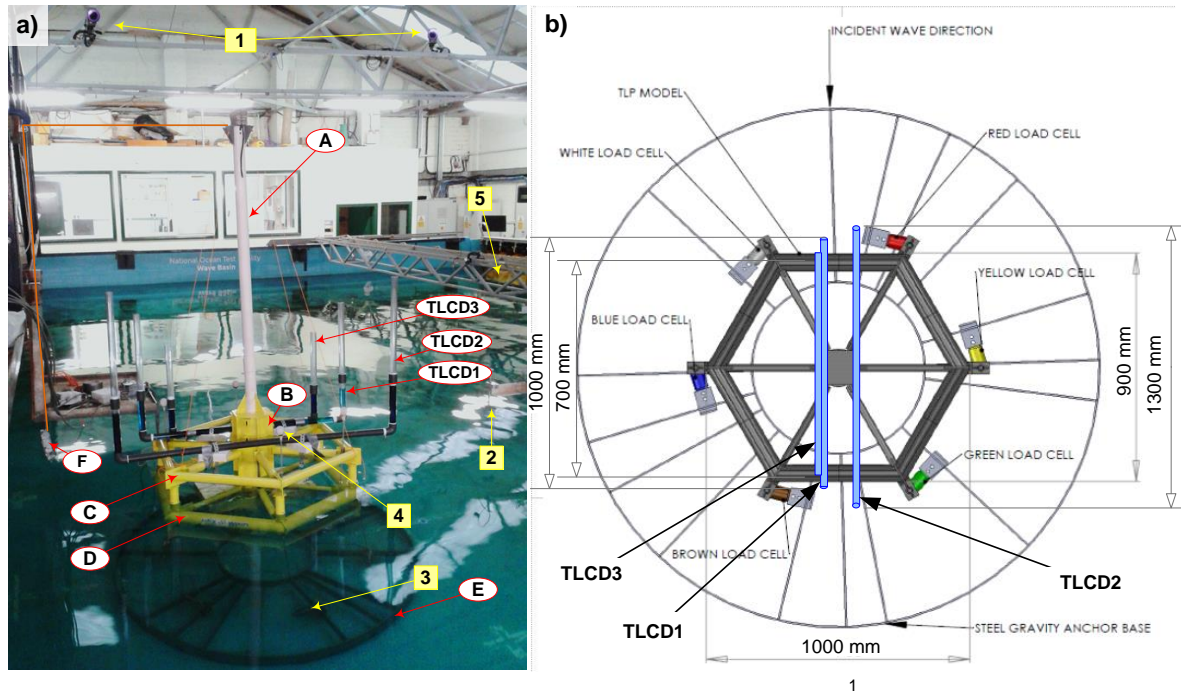 a)
1
A
5
National Ocean Test Facility
Wave Basin
TLCD3
TLCD2
TLCD1
B
F
2
C
4
D
3
E
b)
INCIDENT WAVE DIRECTION
TLP MODEL
RED LOAD CELL
WHITE LOAD CELL
YELLOW LOAD CELL
BLUE LOAD CELL
1000 mm
700 mm
900 mm
1300 mm
GREEN LOAD CELL
BROWN LOAD CELL
TLCD3
TLCD2
TLCD1
STEEL GRAVITY ANCHOR BASE
1000 mm
1